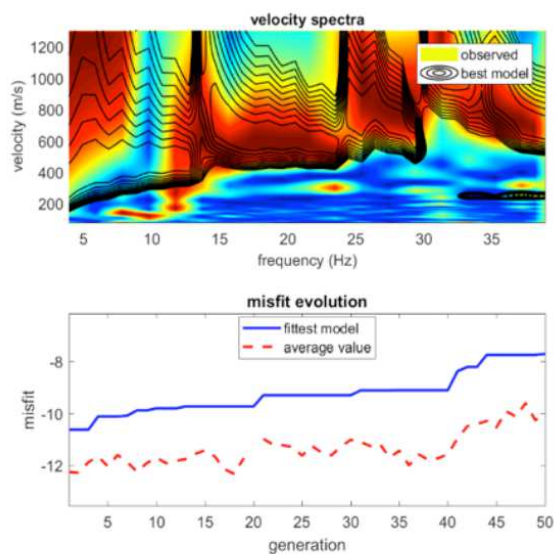 velocity spectra
1200
1000
800
600
400
200
velocity (m/s)
observed
best model
5 10 15 20 25 30 35
frequency (Hz)
misfit evolution
fittest model
average value
-8
-10
-12
misfit
5 10 15 20 25 30 35 40 45 50
generation